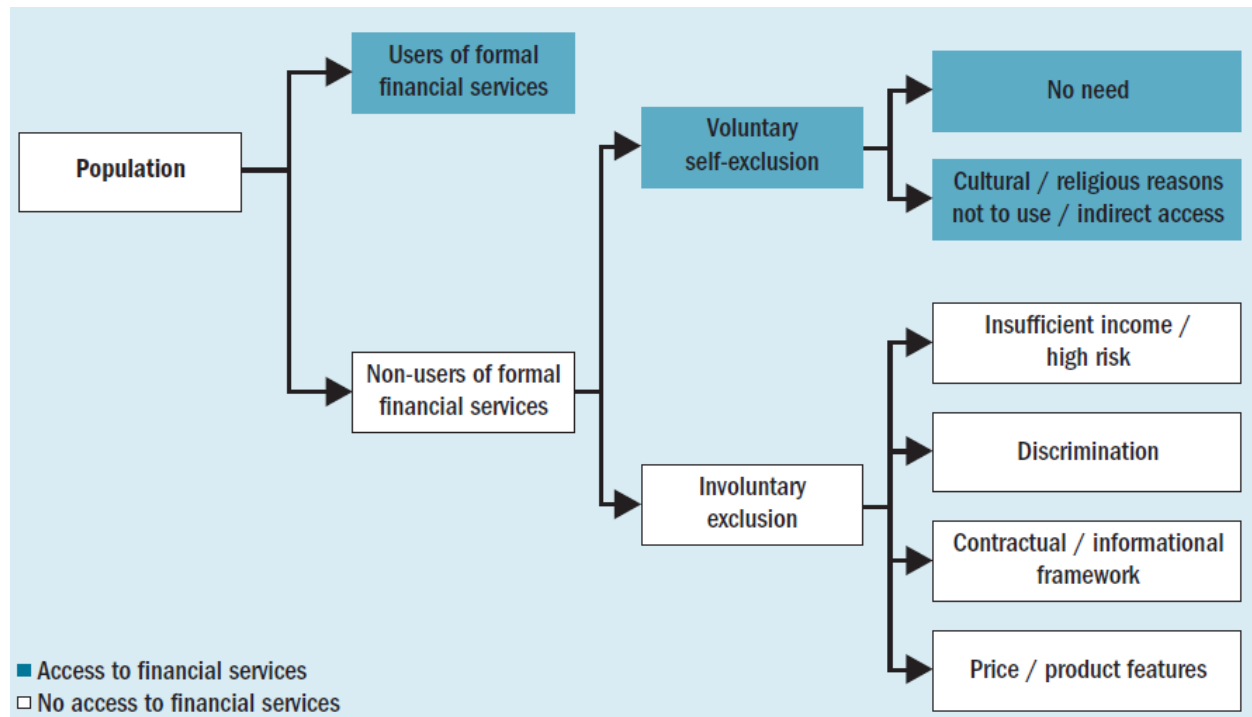 Population
Users of formal
financial services
Non-users of formal
financial services
Voluntary
self-exclusion
Involuntary
exclusion
No need
Cultural / religious reasons
not to use / indirect access
Insufficient income /
high risk
Discrimination
Contractual / informational
framework
Price / product features
Access to financial services
No access to financial services